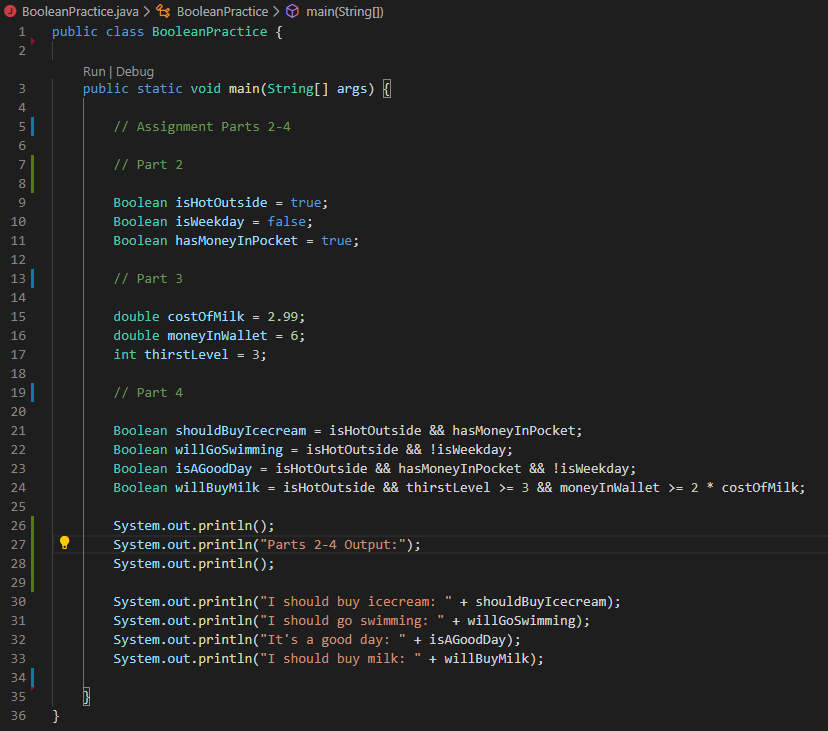 BooleanPractice.java > BooleanPractice > main(String[])
1 public class BooleanPractice {
2
Run | Debug
3 public static void main(String[] args) {
4
5 // Assignment Parts 2-4
6
7 // Part 2
8
9 Boolean isHotOutside = true;
10 Boolean isWeekday = false;
11 Boolean hasMoneyInPocket = true;
12
13 // Part 3
14
15 double costOfMilk = 2.99;
16 double moneyInWallet = 6;
17 int thirstLevel = 3;
18
19 // Part 4
20
21 Boolean shouldBuyIcecream = isHotOutside && hasMoneyInPocket;
22 Boolean willGoSwimming = isHotOutside && !isWeekday;
23 Boolean isAGoodDay = isHotOutside && hasMoneyInPocket && !isWeekday;
24 Boolean willBuyMilk = isHotOutside && thirstLevel >= 3 && moneyInWallet >= 2 * costOfMilk;
25
26 System.out.println();
27 System.out.println("Parts 2-4 Output:");
28 System.out.println();
29
30 System.out.println("I should buy icecream: " + shouldBuyIcecream);
31 System.out.println("I should go swimming: " + willGoSwimming);
32 System.out.println("It's a good day: " + isAGoodDay);
33 System.out.println("I should buy milk: " + willBuyMilk);
34
35 }
36 }